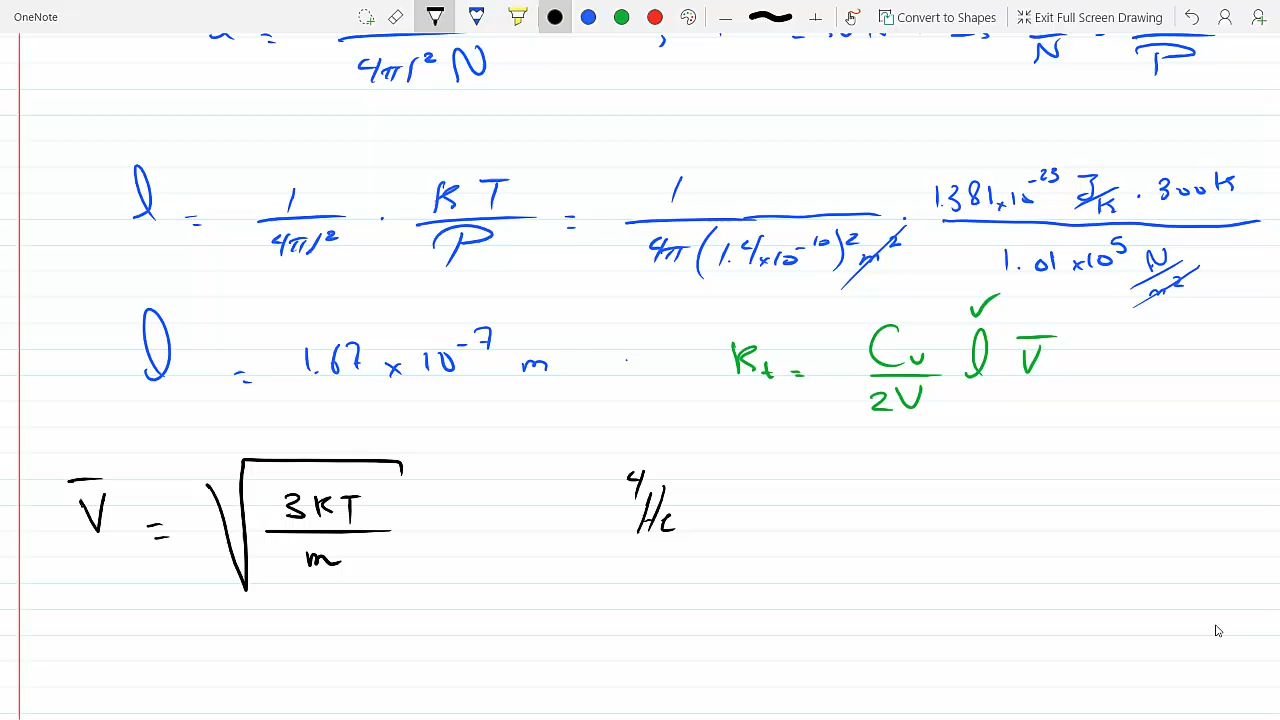 OneNote Convert to Shapes Exit Full Screen Drawing
4πr² N , N P
l = 1/4πr² · KT/P = 1/4π(1.4×10⁻¹⁰)² m² · 1.381×10⁻²³ J/K · 300K / 1.01×10⁵ N/m²
l = 1.67 × 10⁻⁷ m Kt = Cv/2V l V̄ ✓
V̄ = √(3KT/m) ⁴He